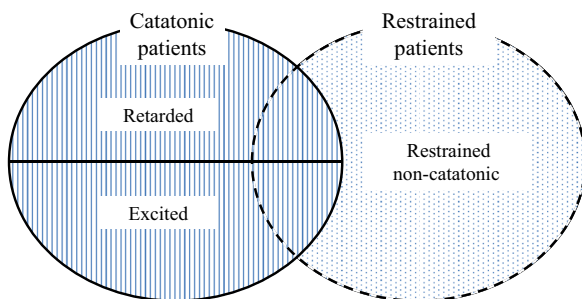 Catatonic
patients
Restrained
patients
Retarded
Restrained
non-catatonic
Excited